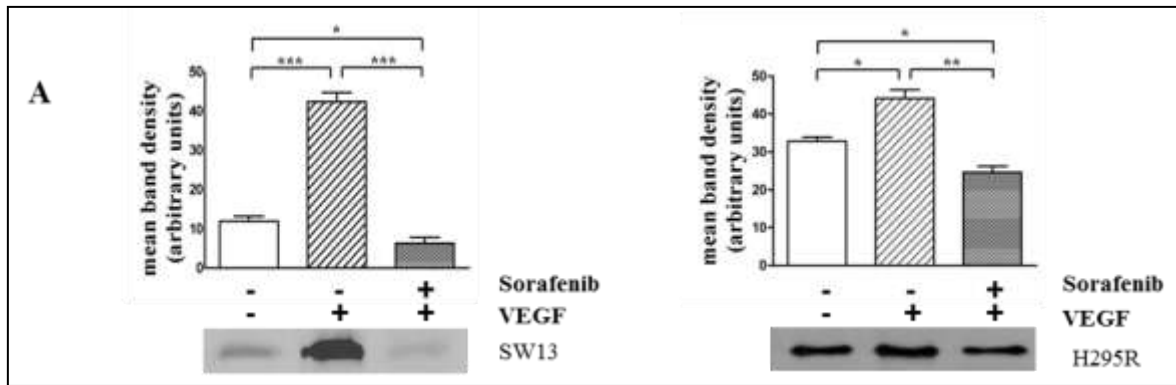 A
mean band density
(arbitrary units)
50
40
30
20
10
0
*
***
***
- - + Sorafenib
- + + VEGF
SW13
mean band density
(arbitrary units)
50
40
30
20
10
0
*
*
**
- - + Sorafenib
- + + VEGF
H295R